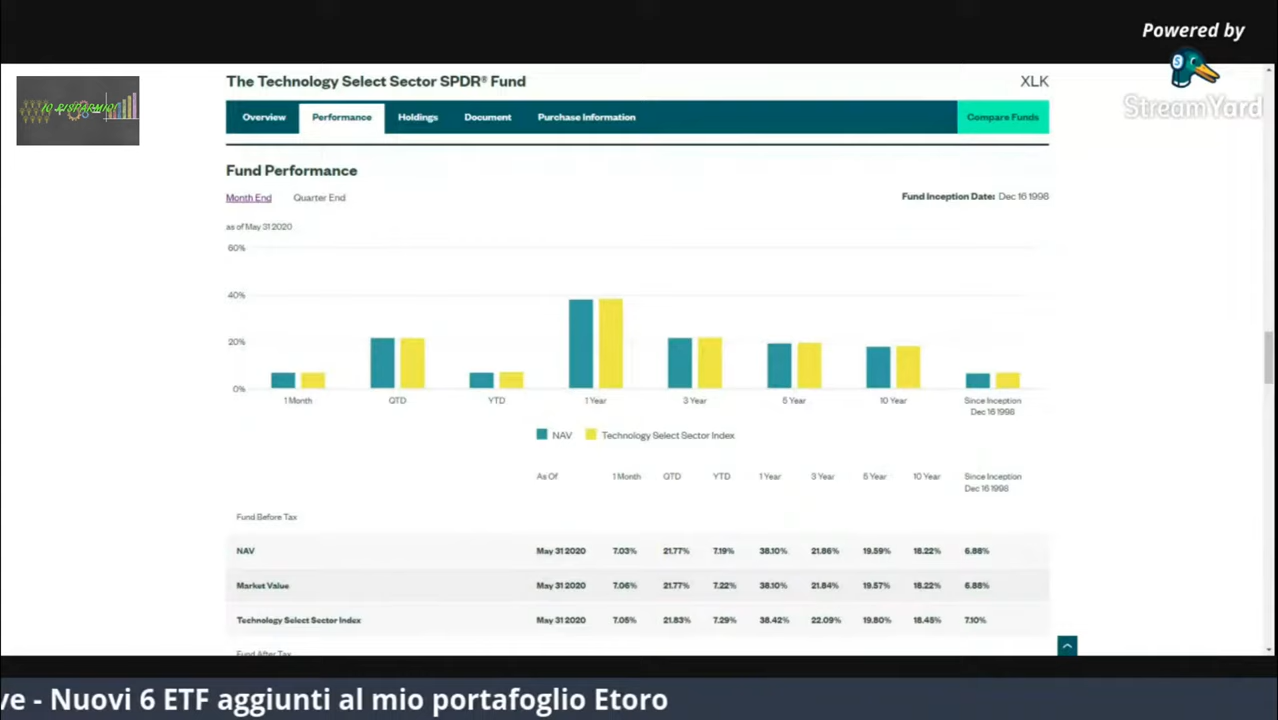 Powered by
StreamYard
IO RISPARMIO!
The Technology Select Sector SPDR® Fund XLK
Overview Performance Holdings Document Purchase Information Compare Funds
Fund Performance
Month End Quarter End Fund Inception Date: Dec 16 1998
as of May 31 2020
60%
40%
20%
0%
1 Month QTD YTD 1 Year 3 Year 5 Year 10 Year Since Inception
Dec 16 1998
NAV Technology Select Sector Index
As Of 1 Month QTD YTD 1 Year 3 Year 5 Year 10 Year Since Inception
Dec 16 1998
Fund Before Tax
NAV May 31 2020 7.03% 21.77% 7.19% 38.10% 21.86% 19.59% 18.22% 6.88%
Market Value May 31 2020 7.06% 21.77% 7.22% 38.10% 21.84% 19.57% 18.22% 6.88%
Technology Select Sector Index May 31 2020 7.05% 21.83% 7.29% 38.42% 22.09% 19.80% 18.45% 7.10%
Fund After Tax
ve - Nuovi 6 ETF aggiunti al mio portafoglio Etoro